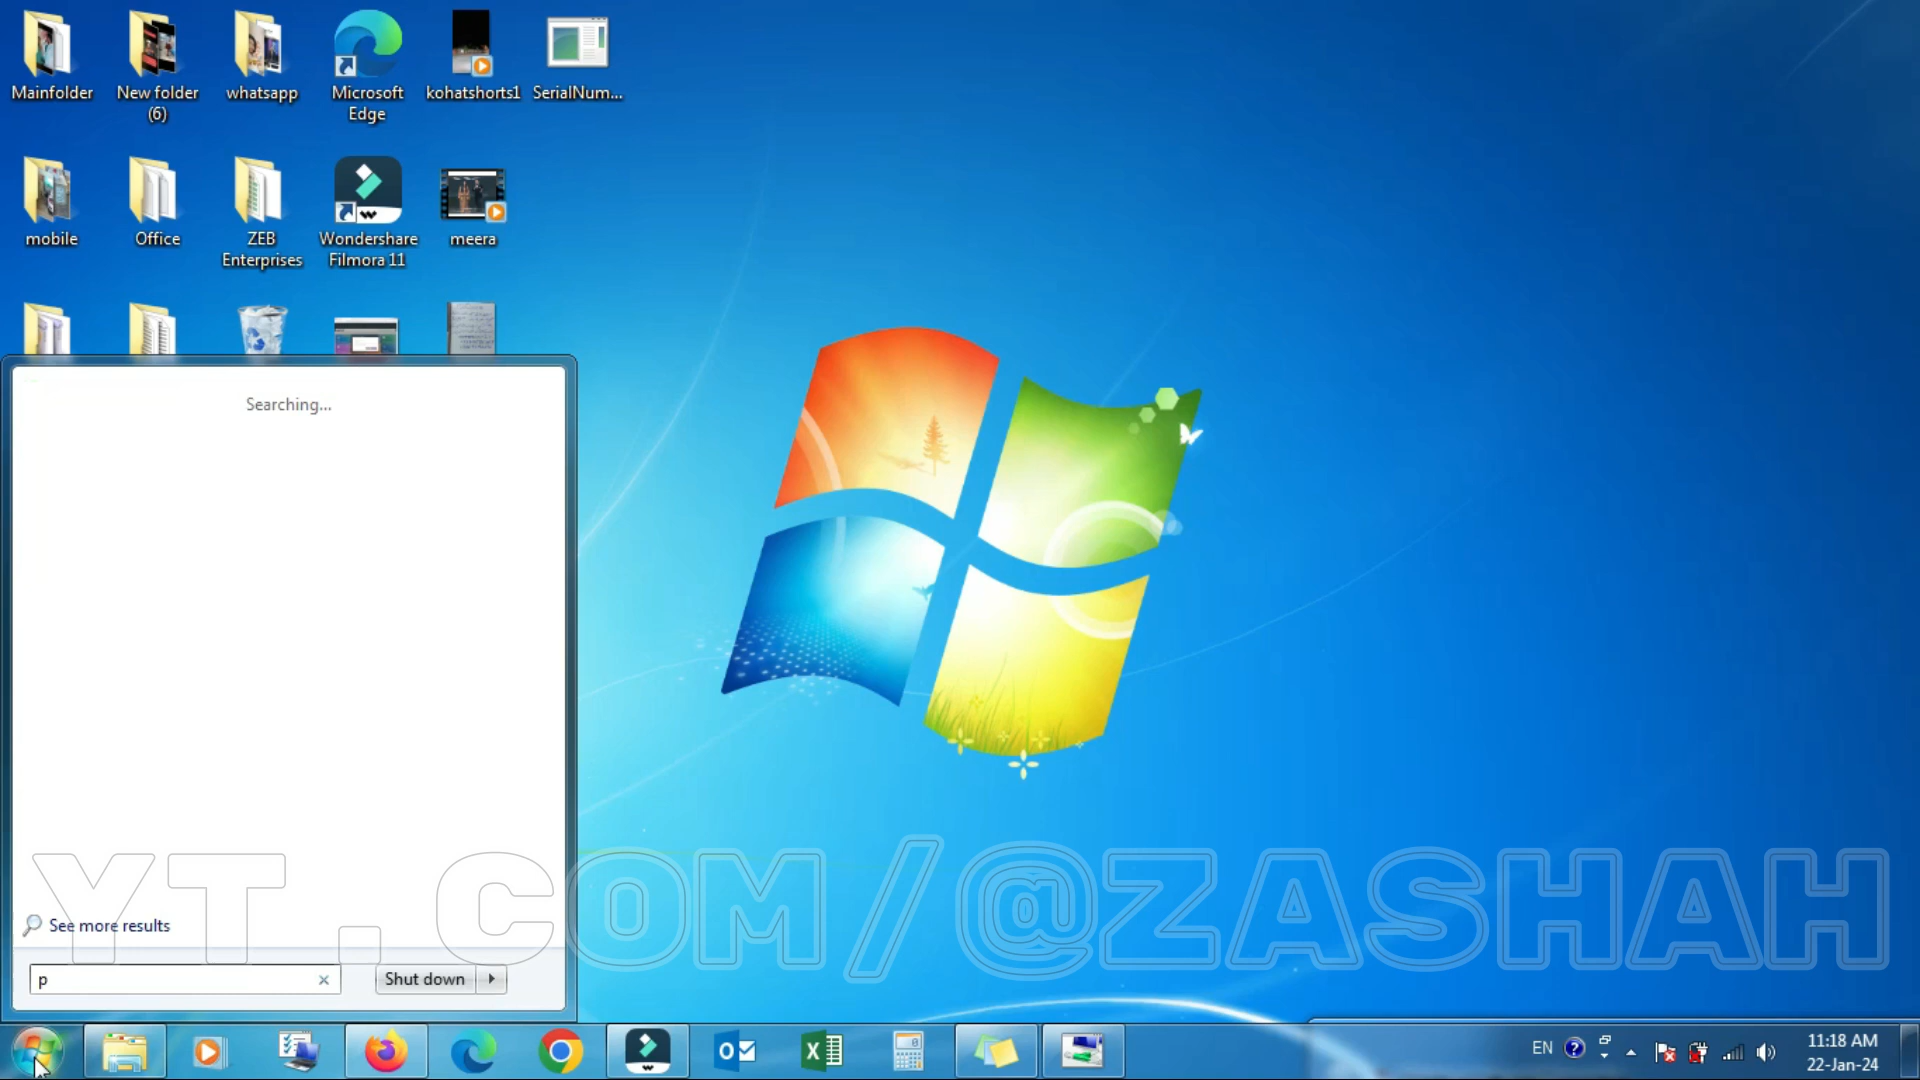 Mainfolder
New folder
(6)
whatsapp
Microsoft
Edge
kohatshorts1
SerialNum...
mobile
Office
ZEB
Enterprises
Wondershare
Filmora 11
meera
Searching...
YT.COM/@ZASHAH
See more results
p
Shut down
EN
11:18 AM
22-Jan-24